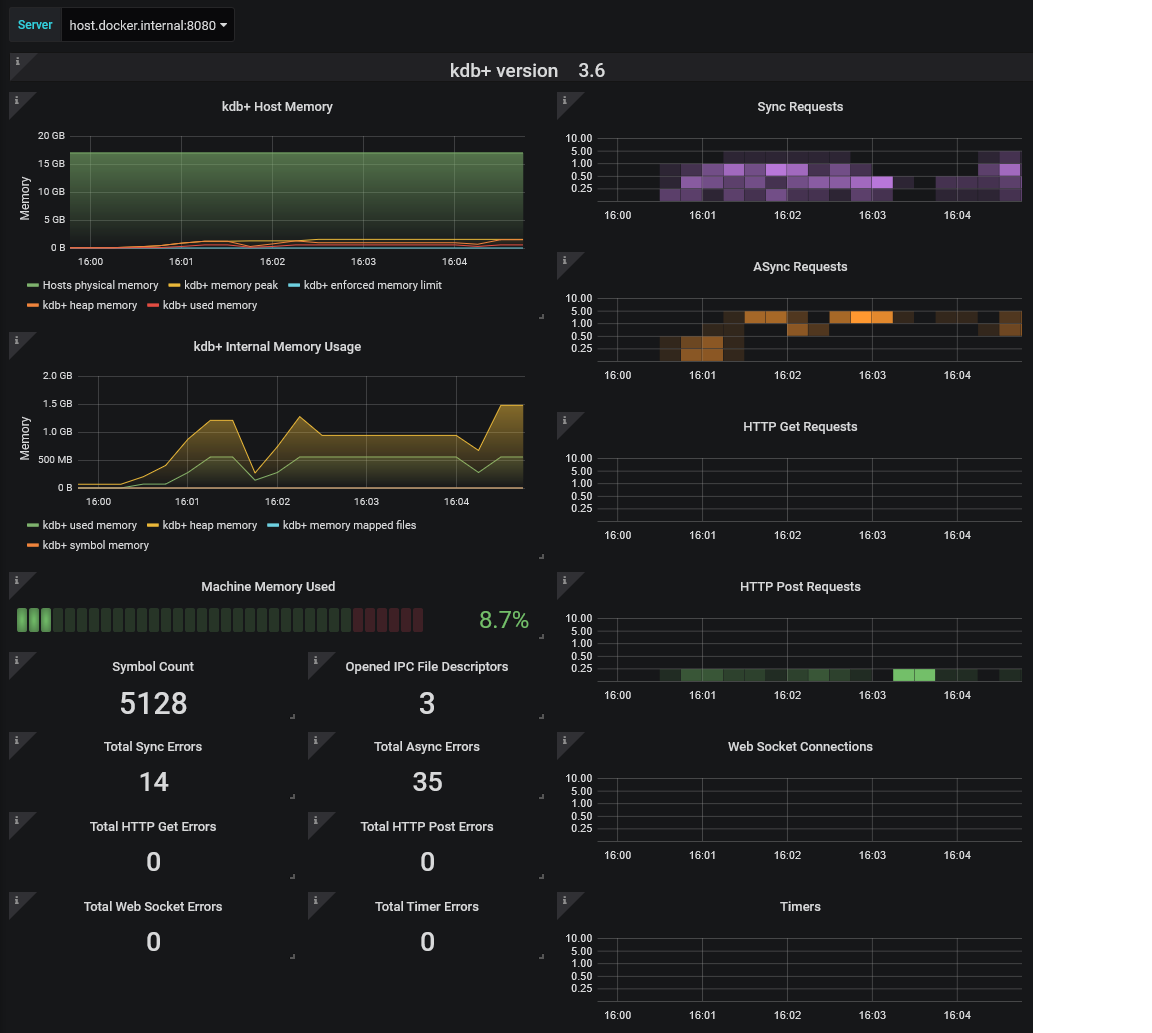 Server host.docker.internal:8080
kdb+ version 3.6
kdb+ Host Memory
Memory
20 GB
15 GB
10 GB
5 GB
0 B
16:00 16:01 16:02 16:03 16:04
Hosts physical memory kdb+ memory peak kdb+ enforced memory limit
kdb+ heap memory kdb+ used memory
kdb+ Internal Memory Usage
Memory
2.0 GB
1.5 GB
1.0 GB
500 MB
0 B
16:00 16:01 16:02 16:03 16:04
kdb+ used memory kdb+ heap memory kdb+ memory mapped files
kdb+ symbol memory
Machine Memory Used
8.7%
Symbol Count
5128
Opened IPC File Descriptors
3
Total Sync Errors
14
Total Async Errors
35
Total HTTP Get Errors
0
Total HTTP Post Errors
0
Total Web Socket Errors
0
Total Timer Errors
0
Sync Requests
10.00
5.00
1.00
0.50
0.25
16:00 16:01 16:02 16:03 16:04
ASync Requests
10.00
5.00
1.00
0.50
0.25
16:00 16:01 16:02 16:03 16:04
HTTP Get Requests
10.00
5.00
1.00
0.50
0.25
16:00 16:01 16:02 16:03 16:04
HTTP Post Requests
10.00
5.00
1.00
0.50
0.25
16:00 16:01 16:02 16:03 16:04
Web Socket Connections
10.00
5.00
1.00
0.50
0.25
16:00 16:01 16:02 16:03 16:04
Timers
10.00
5.00
1.00
0.50
0.25
16:00 16:01 16:02 16:03 16:04